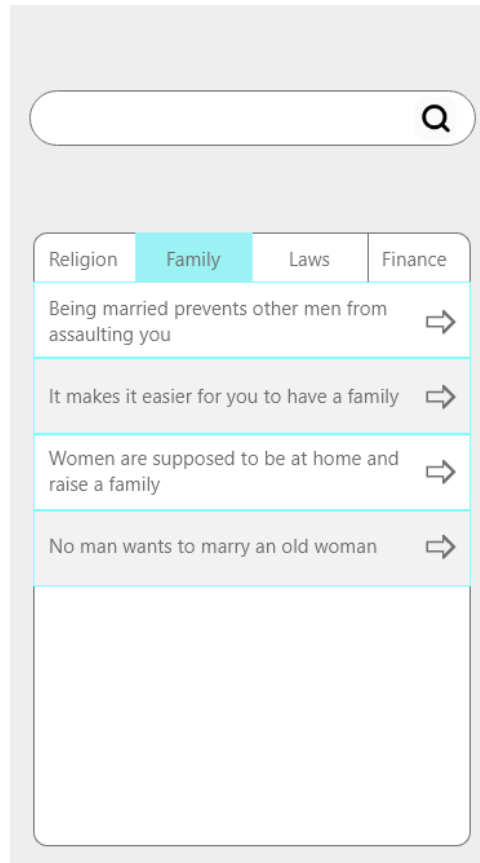 Religion
Family
Laws
Finance
Being married prevents other men from
assaulting you
It makes it easier for you to have a family
Women are supposed to be at home and
raise a family
No man wants to marry an old woman